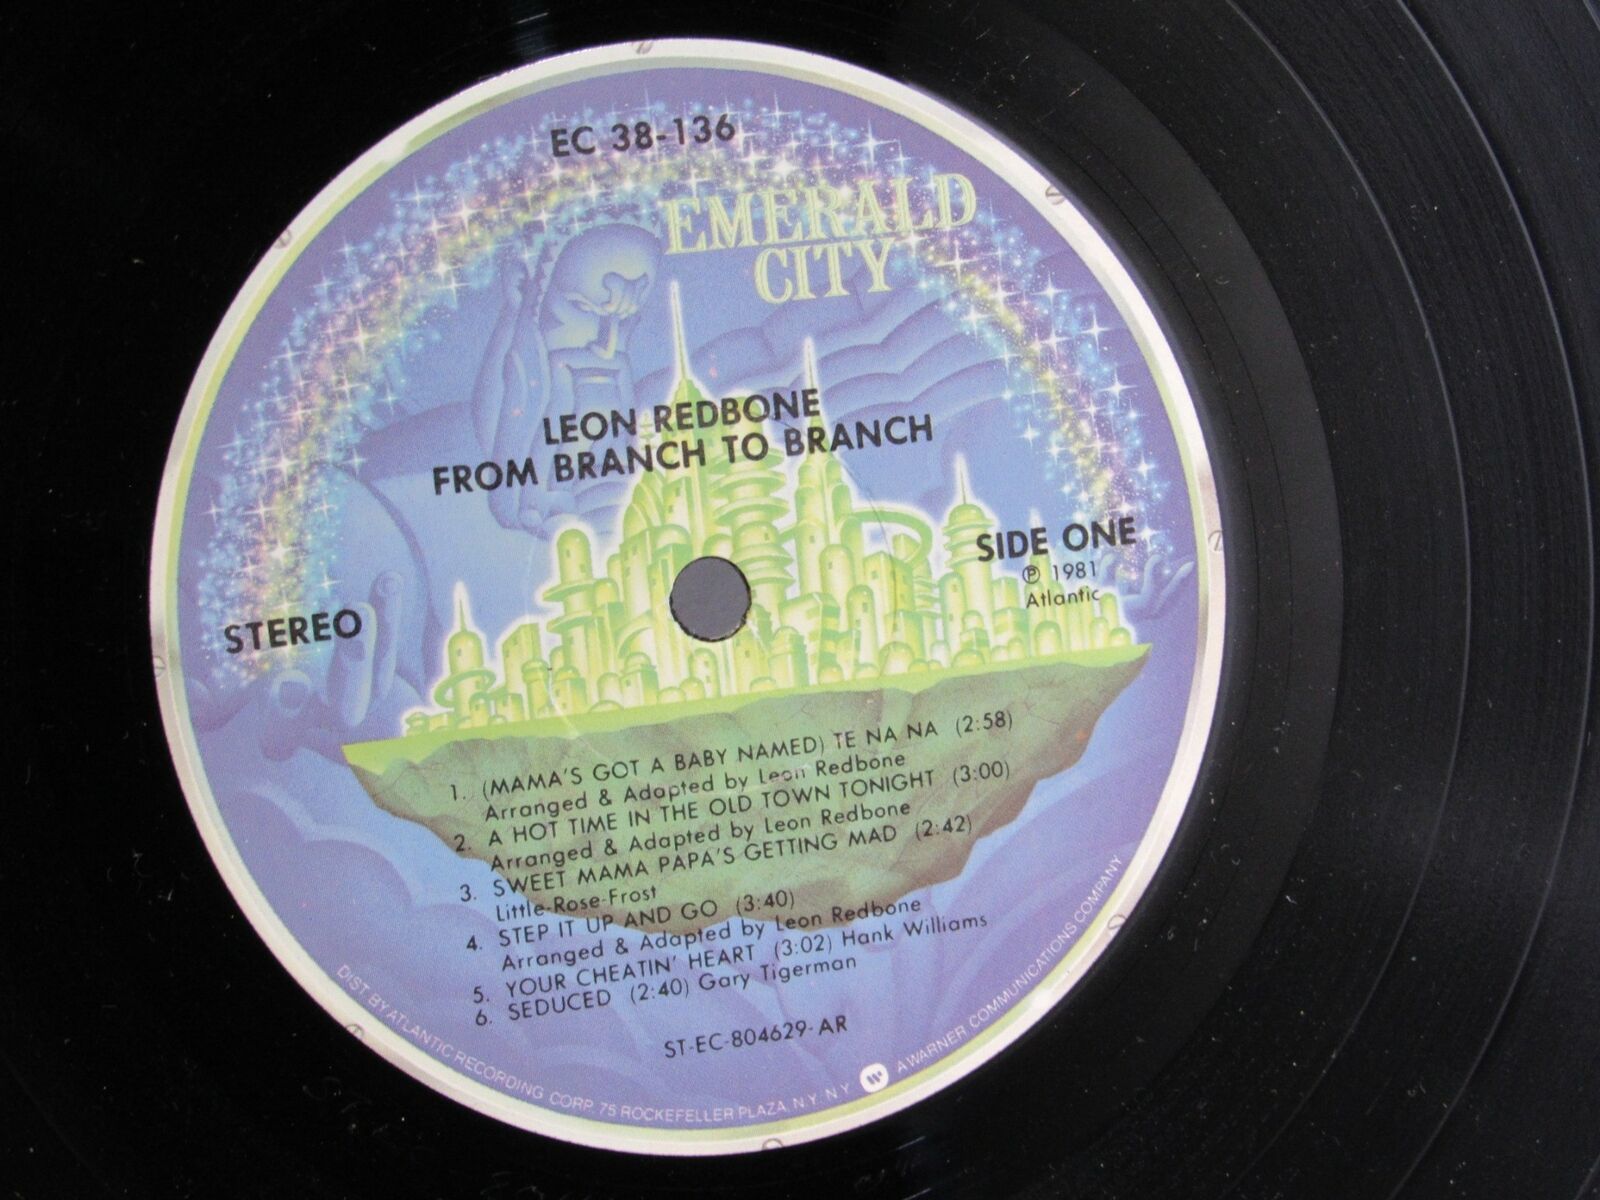 EC 38-136
EMERALD
CITY
LEON REDBONE
FROM BRANCH TO BRANCH
STEREO
SIDE ONE
Ⓟ 1981
Atlantic
1. (MAMA'S GOT A BABY NAMED) TE NA NA (2:58)
Arranged & Adapted by Leon Redbone
2. A HOT TIME IN THE OLD TOWN TONIGHT (3:00)
Arranged & Adapted by Leon Redbone
3. SWEET MAMA PAPA'S GETTING MAD (2:42)
Little-Rose-Frost
4. STEP IT UP AND GO (3:40)
Arranged & Adapted by Leon Redbone
5. YOUR CHEATIN' HEART (3:02) Hank Williams
6. SEDUCED (2:40) Gary Tigerman
ST-EC-804629-AR
DIST. BY ATLANTIC RECORDING CORP. 75 ROCKEFELLER PLAZA, N.Y. N.Y. W A WARNER COMMUNICATIONS COMPANY